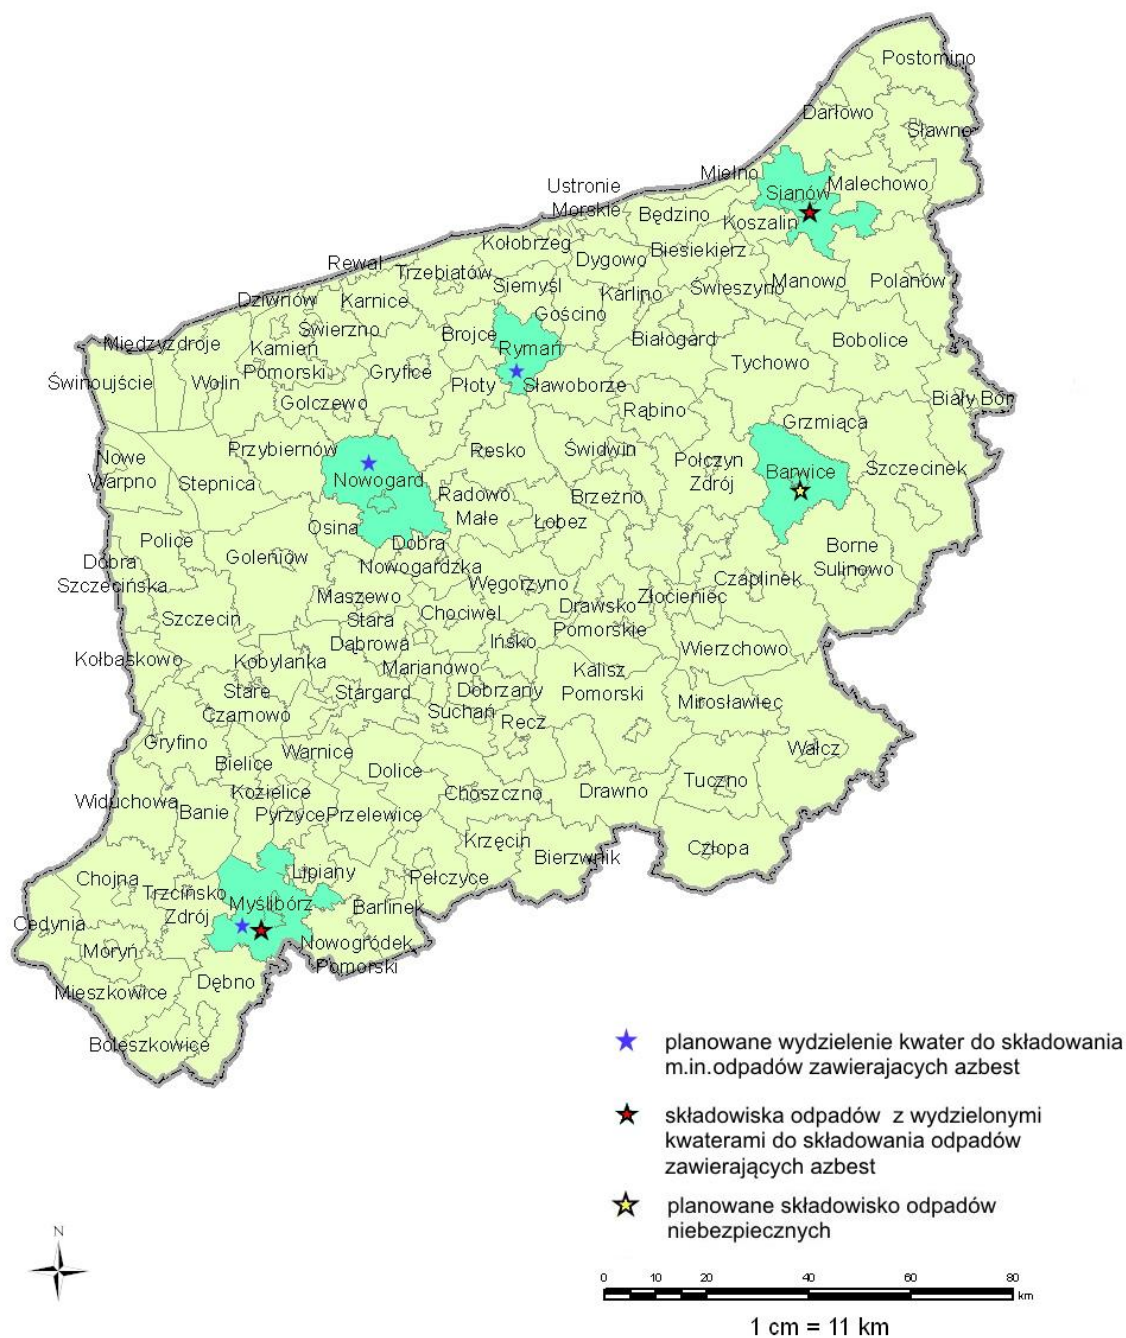 Postomino
Darłowo
Sławno
Mielno
Sianów
Malechowo
Ustronie
Morskie
Będzino
Koszalin
Kołobrzeg
Dygowo
Biesiekierz
Rewal
Trzebiatów
Siemyśl
Karlino
Świeszyno
Manowo
Polanów
Dziwnów
Karnice
Gościno
Świerzno
Brojce
Rymań
Białogard
Bobolice
Międzyzdroje
Kamień
Pomorski
Gryfice
Tychowo
Świnoujście
Wolin
Płoty
Sławoborze
Golczewo
Rąbino
Biały Bór
Grzmiąca
Przybiernów
Resko
Świdwin
Połczyn
Zdrój
Barwice
Szczecinek
Nowe
Warpno
Stepnica
Nowogard
Radowo
Małe
Brzeżno
Osina
Łobez
Police
Dobra
Nowogardzka
Goleniów
Borne
Sulinowo
Dobra
Szczecińska
Węgorzyno
Czaplinek
Maszewo
Chociwel
Drawsko
Pomorskie
Złocieniec
Szczecin
Stara
Dąbrowa
Ińsko
Wierzchowo
Kołbaskowo
Kobylanka
Marianowo
Kalisz
Pomorski
Stare
Czarnowo
Stargard
Dobrzany
Suchań
Mirosławiec
Recz
Gryfino
Warnice
Wałcz
Bielice
Dolice
Tuczno
Widuchowa
Kozielice
Choszczno
Drawno
Banie
Pyrzyce
Przelewice
Krzęcin
Bierzwnik
Człopa
Chojna
Trzcińsko
Zdrój
Lipiany
Pełczyce
Myślibórz
Barlinek
Cedynia
Moryń
Nowogródek
Pomorski
Mieszkowice
Dębno
Boleszkowice
planowane wydzielenie kwater do składowania
m.in.odpadów zawierajacych azbest
składowiska odpadów z wydzielonymi
kwaterami do składowania odpadów
zawierających azbest
planowane składowisko odpadów
niebezpiecznych
N
0 10 20 40 60 80
km
1 cm = 11 km